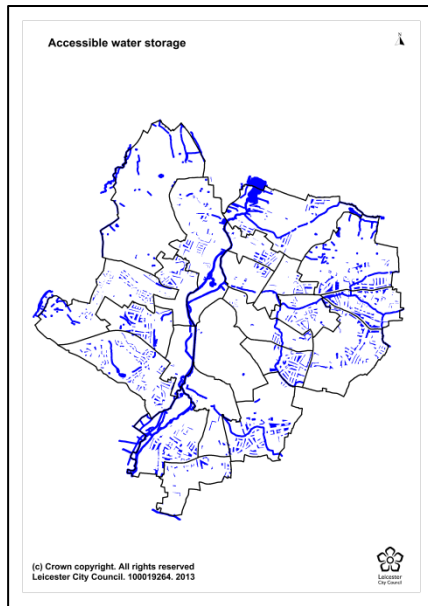 Accessible water storage
N
(c) Crown copyright. All rights reserved
Leicester City Council. 100019264. 2013
Leicester
City Council